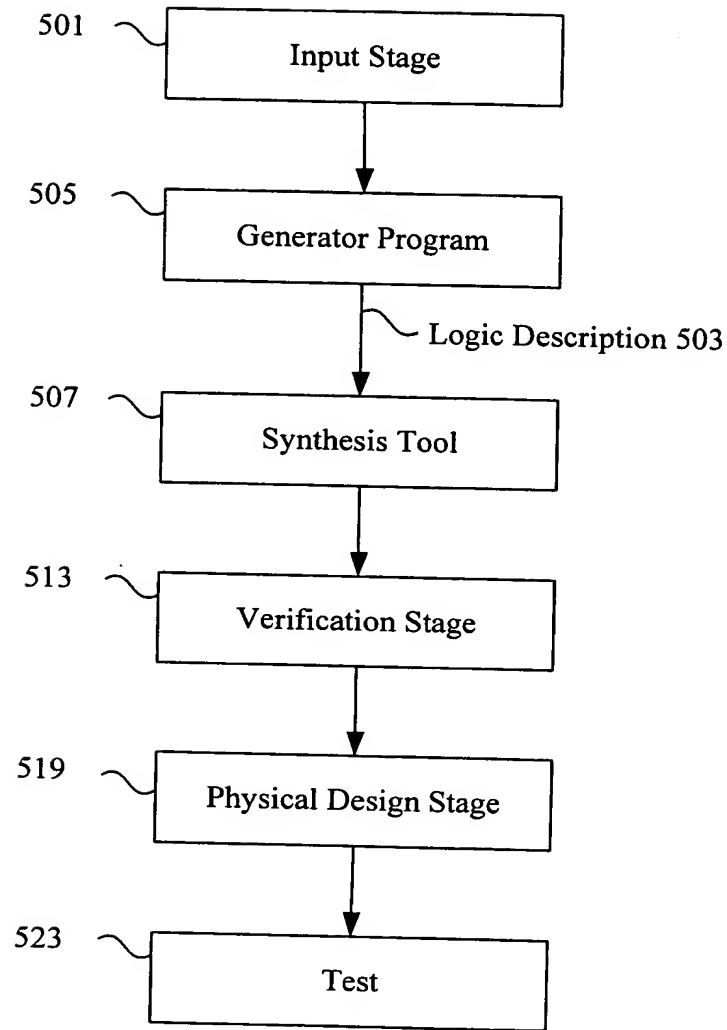 501
Input Stage
505
Generator Program
Logic Description 503
507
Synthesis Tool
513
Verification Stage
519
Physical Design Stage
523
Test